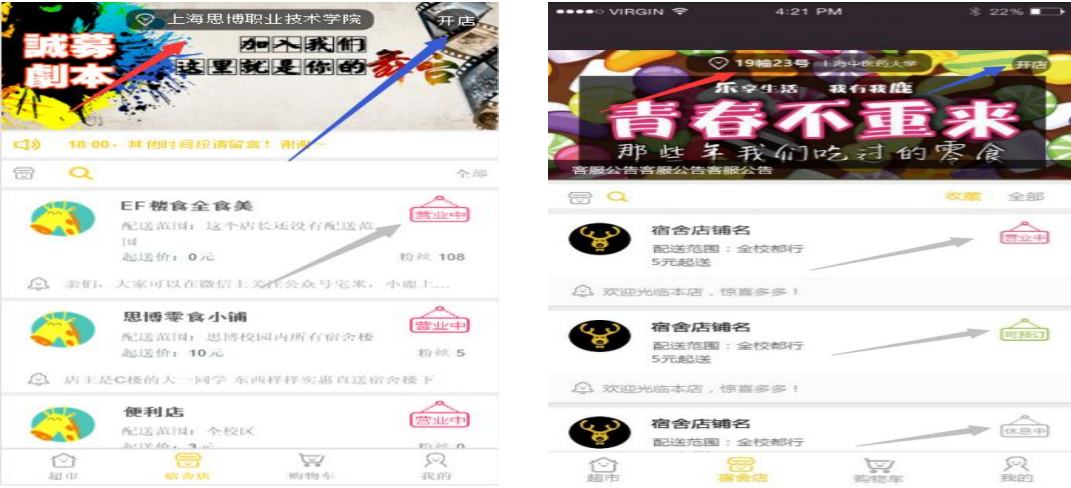 上海思博职业技术学院
开店
誠募
劇本
加入我们
这里就是你的舞台
18:00，其他时间段请留言！谢谢~
全部
EF楼食全食美
营业中
配送范围：这个店长还没有配送范
围
起送价：0元
粉丝 108
亲们，大家可以在微信上关注公众号宅米，小鹿上...
思博零食小铺
营业中
配送范围：思博校园内所有宿舍楼
起送价：10元
粉丝 5
店主是C楼的大一同学 东西样样实惠直送宿舍楼下
便利店
营业中
配送范围：全校区
起送价：3元
粉丝 0
超市
宿舍店
购物车
我的
VIRGIN
4:21 PM
22%
19幢23号 上海中医药大学
开店
乐享生活 我有我鹿
青春不重来
那些年我们吃过的零食
客服公告客服公告客服公告
收藏
全部
宿舍店铺名
营业中
配送范围：全校都行
5元起送
欢迎光临本店，惊喜多多！
宿舍店铺名
可预订
配送范围：全校都行
5元起送
欢迎光临本店，惊喜多多！
宿舍店铺名
休息中
配送范围：全校都行
超市
宿舍店
购物车
我的